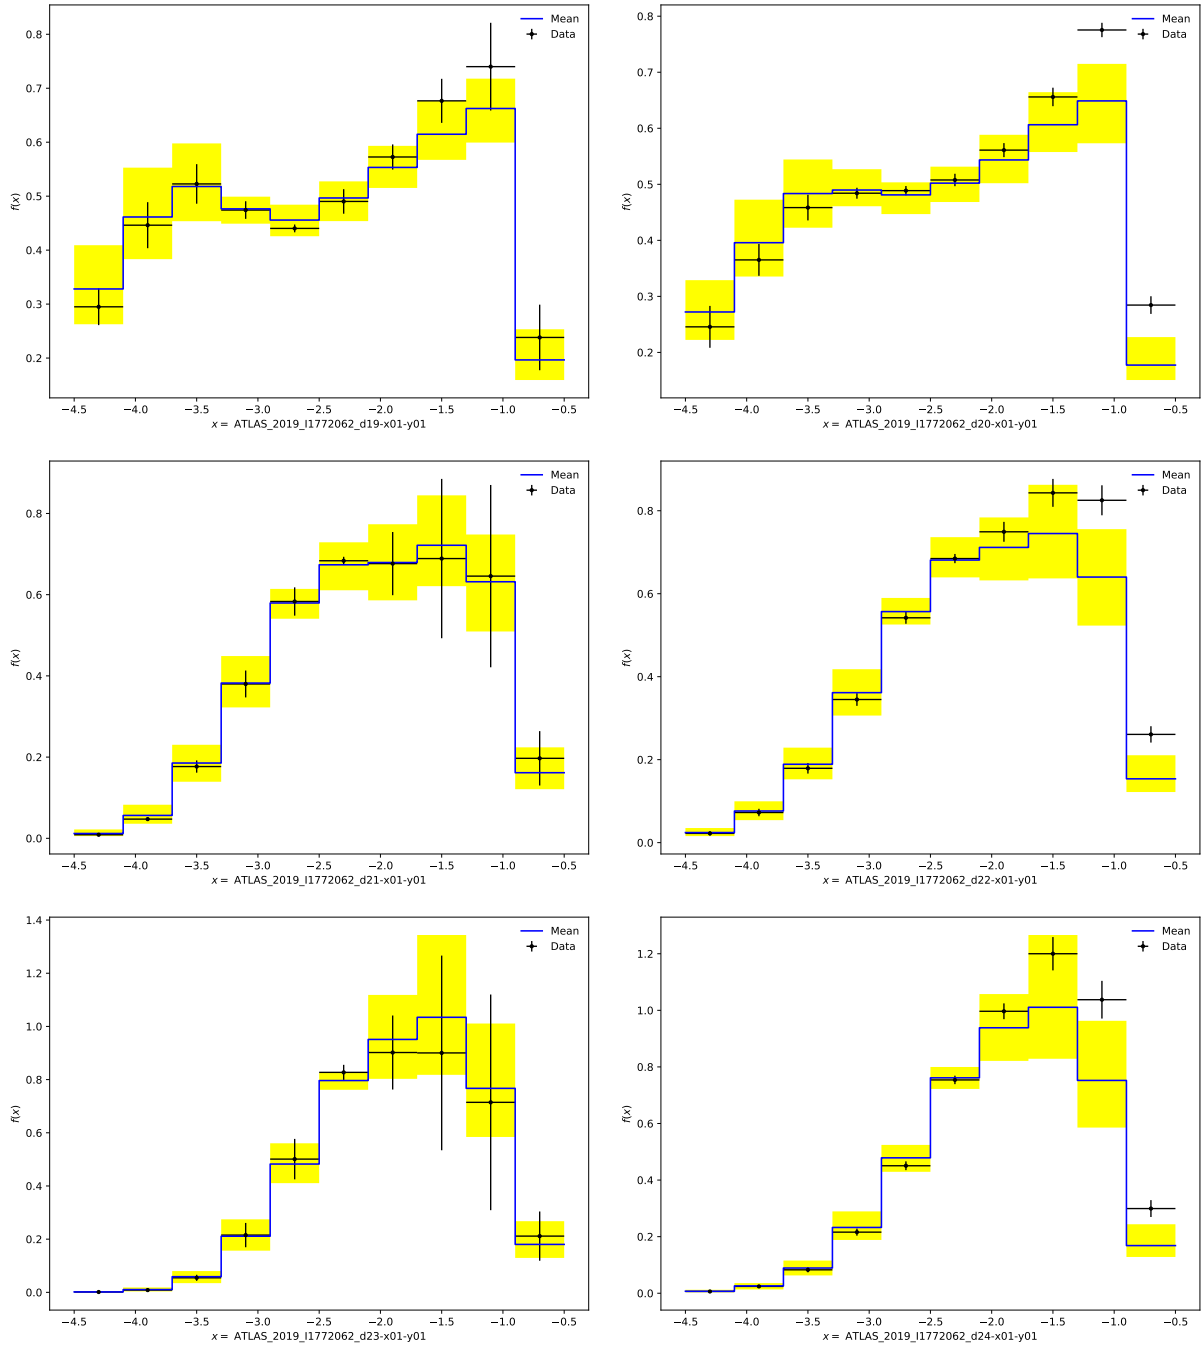 Mean
Data
0.8
0.7
0.6
0.5
0.4
0.3
0.2
f(x)
−4.5 −4.0 −3.5 −3.0 −2.5 −2.0 −1.5 −1.0 −0.5
x = ATLAS_2019_I1772062_d19-x01-y01
Mean
Data
0.8
0.7
0.6
0.5
0.4
0.3
0.2
f(x)
−4.5 −4.0 −3.5 −3.0 −2.5 −2.0 −1.5 −1.0 −0.5
x = ATLAS_2019_I1772062_d20-x01-y01
Mean
Data
0.8
0.6
0.4
0.2
0.0
f(x)
−4.5 −4.0 −3.5 −3.0 −2.5 −2.0 −1.5 −1.0 −0.5
x = ATLAS_2019_I1772062_d21-x01-y01
Mean
Data
0.8
0.6
0.4
0.2
0.0
f(x)
−4.5 −4.0 −3.5 −3.0 −2.5 −2.0 −1.5 −1.0 −0.5
x = ATLAS_2019_I1772062_d22-x01-y01
Mean
Data
1.4
1.2
1.0
0.8
0.6
0.4
0.2
0.0
f(x)
−4.5 −4.0 −3.5 −3.0 −2.5 −2.0 −1.5 −1.0 −0.5
x = ATLAS_2019_I1772062_d23-x01-y01
Mean
Data
1.2
1.0
0.8
0.6
0.4
0.2
0.0
f(x)
−4.5 −4.0 −3.5 −3.0 −2.5 −2.0 −1.5 −1.0 −0.5
x = ATLAS_2019_I1772062_d24-x01-y01